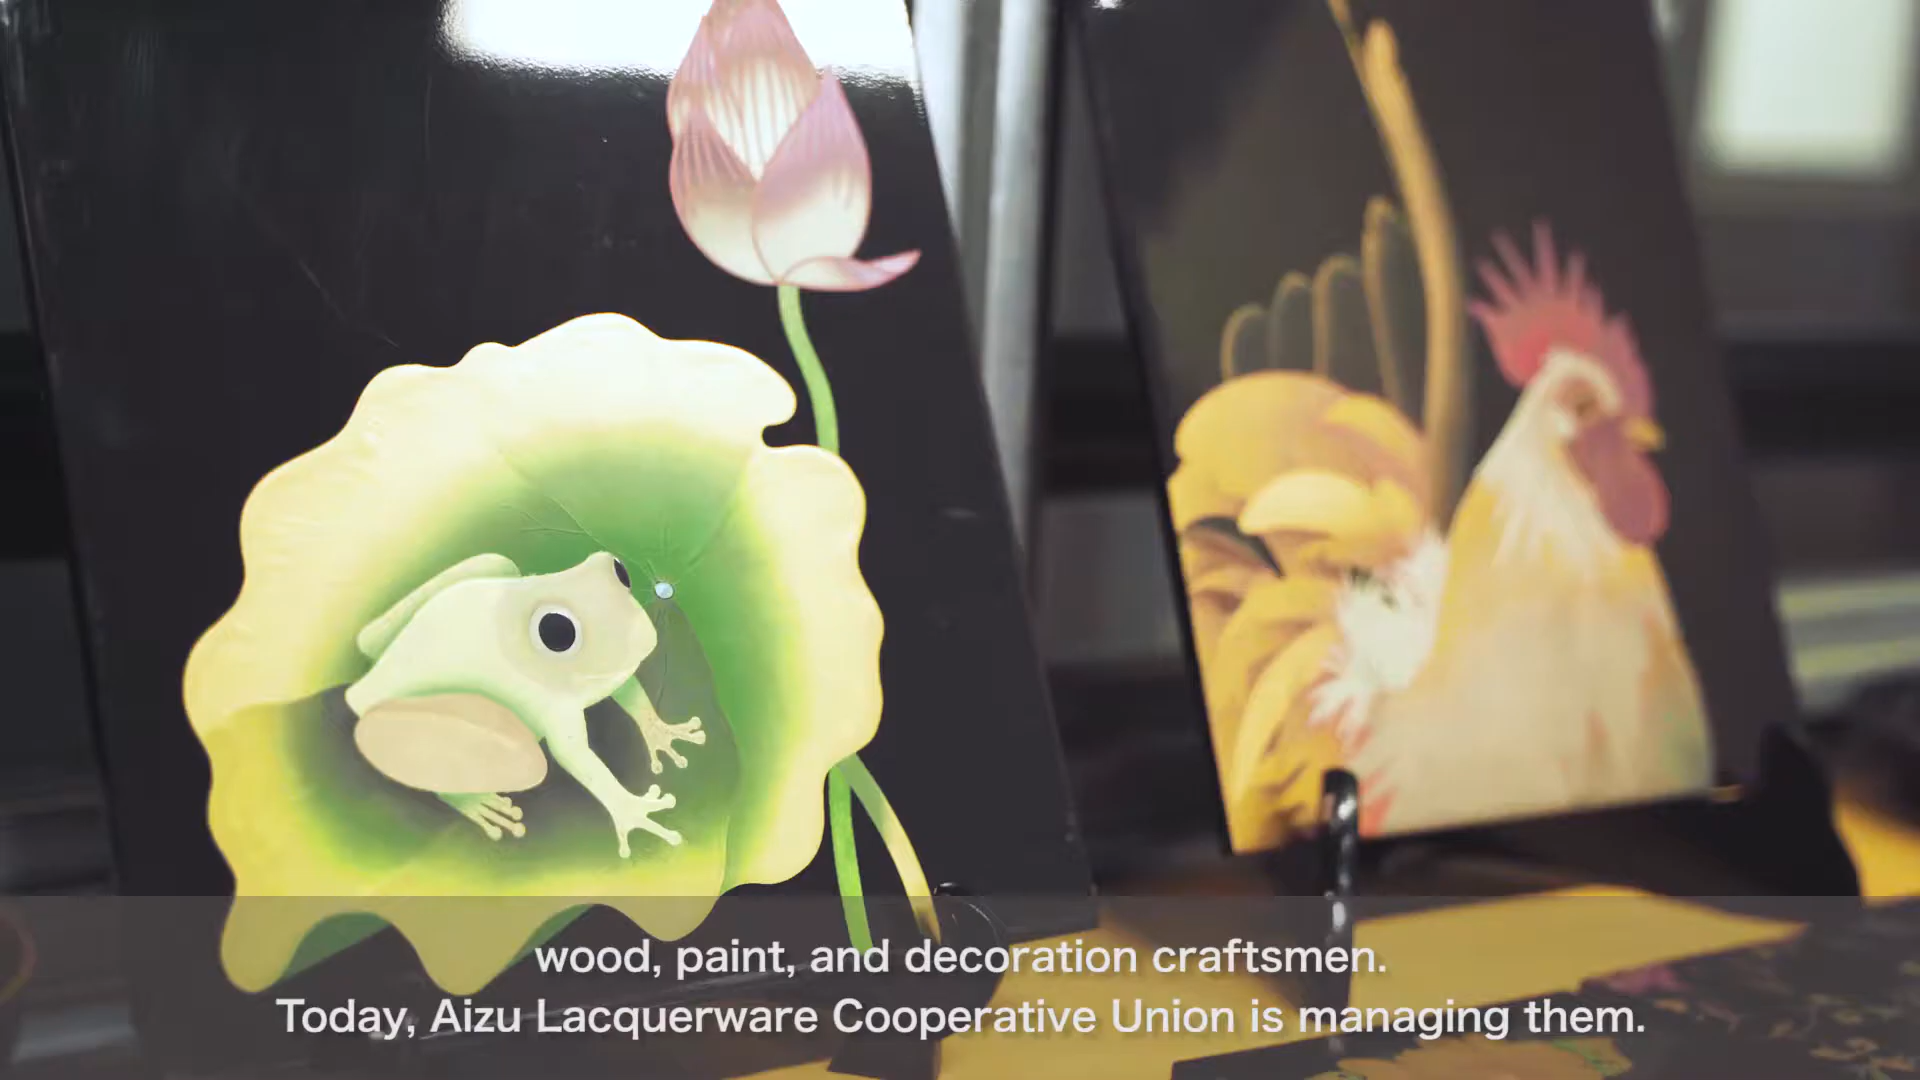 wood, paint, and decoration craftsmen.
Today, Aizu Lacquerware Cooperative Union is managing them.